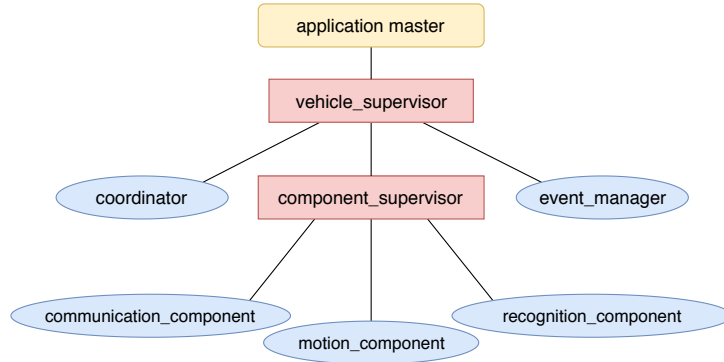 application master
vehicle_supervisor
coordinator
component_supervisor
event_manager
communication_component
motion_component
recognition_component